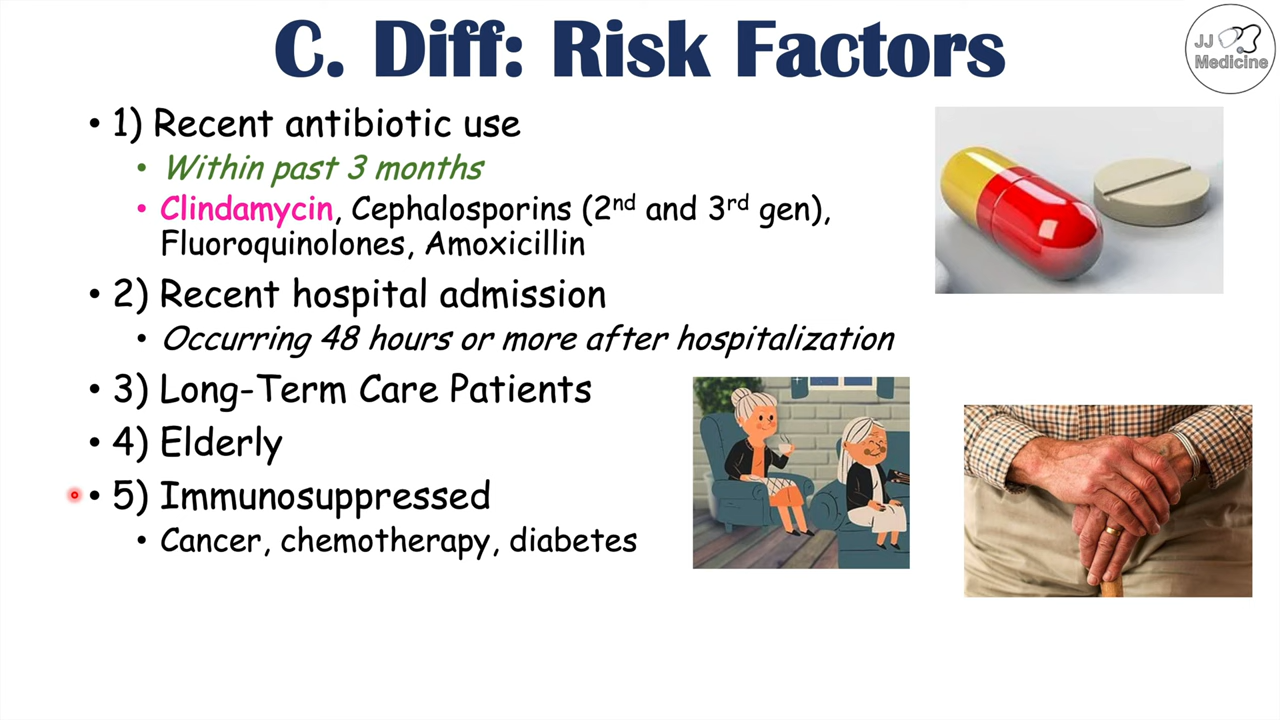 C. Diff: Risk Factors
JJ
Medicine
• 1) Recent antibiotic use
• Within past 3 months
• Clindamycin, Cephalosporins (2nd and 3rd gen),
Fluoroquinolones, Amoxicillin
• 2) Recent hospital admission
• Occurring 48 hours or more after hospitalization
• 3) Long-Term Care Patients
• 4) Elderly
• 5) Immunosuppressed
• Cancer, chemotherapy, diabetes